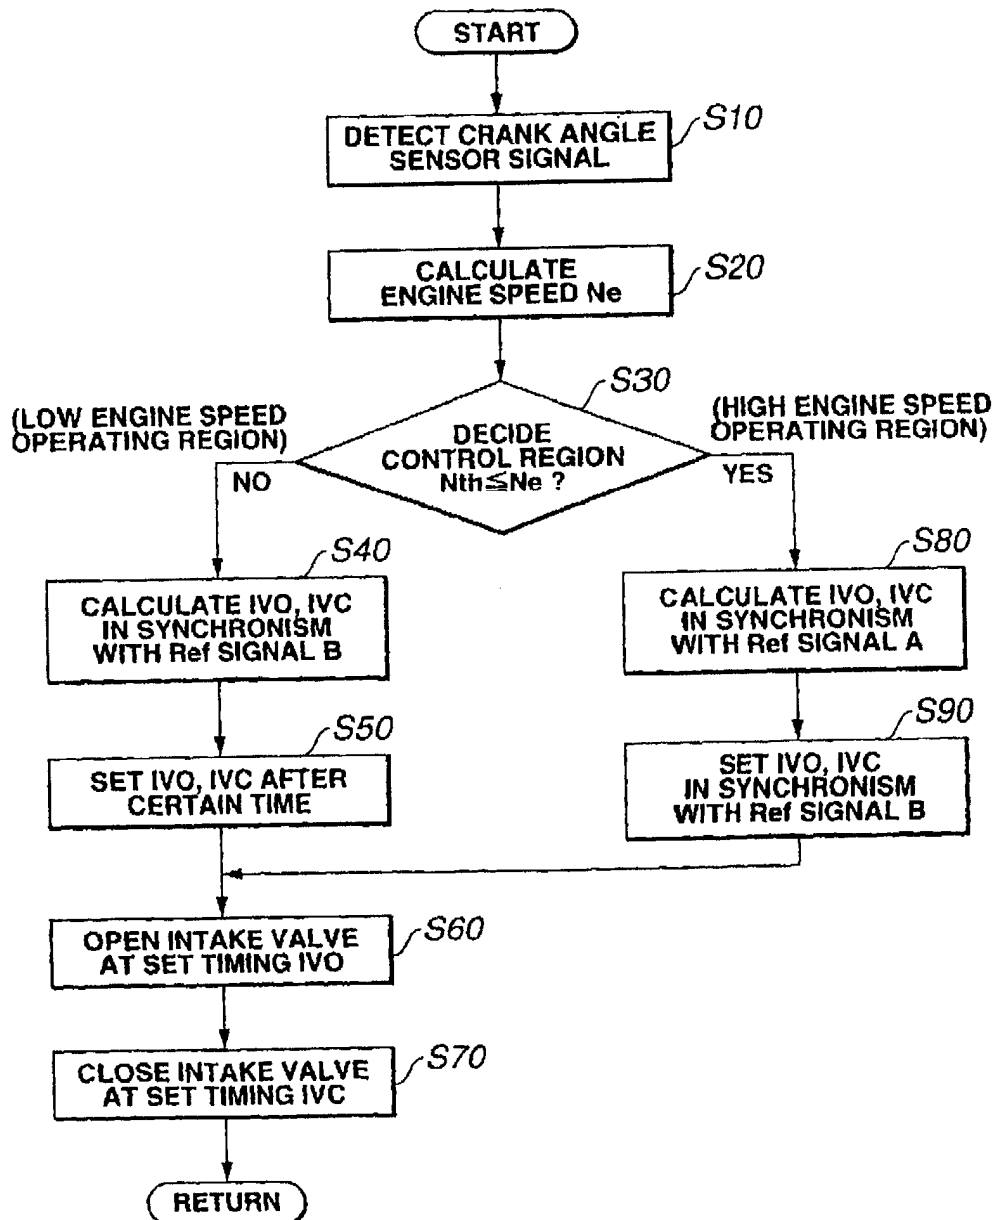 START
DETECT CRANK ANGLE
SENSOR SIGNAL
S10
CALCULATE
ENGINE SPEED Ne
S20
S30
(LOW ENGINE SPEED
OPERATING REGION)
(HIGH ENGINE SPEED
OPERATING REGION)
DECIDE
CONTROL REGION
Nth≦Ne ?
NO
YES
S40
CALCULATE IVO, IVC
IN SYNCHRONISM
WITH Ref SIGNAL B
S80
CALCULATE IVO, IVC
IN SYNCHRONISM
WITH Ref SIGNAL A
S50
SET IVO, IVC AFTER
CERTAIN TIME
S90
SET IVO, IVC
IN SYNCHRONISM
WITH Ref SIGNAL B
S60
OPEN INTAKE VALVE
AT SET TIMING IVO
S70
CLOSE INTAKE VALVE
AT SET TIMING IVC
RETURN